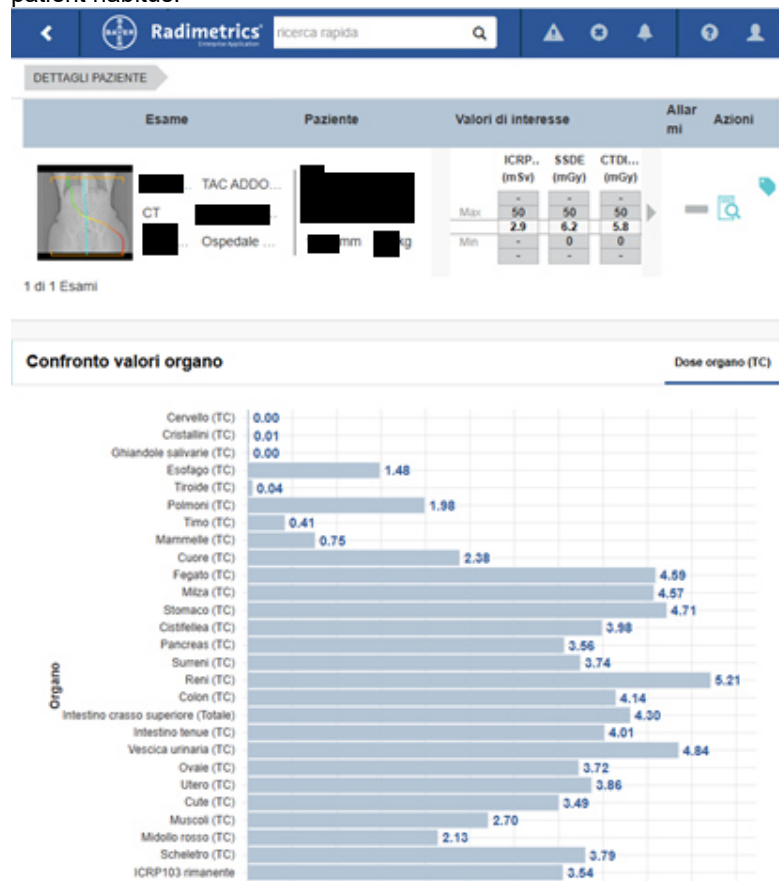 patient habitus.
BAYER Radimetrics ricerca rapida
Enterprise Application
DETTAGLI PAZIENTE
Esame Paziente Valori di interesse Allar mi Azioni
ICRP.. SSDE CTDI...
(mSv) (mGy) (mGy)
TAC ADDO...
CT
Ospedale ... mm kg
- - -
Max 50 50 50
2.9 6.2 5.8
Min - 0 0
- - -
1 di 1 Esami
Confronto valori organo Dose organo (TC)
Organo
Cervello (TC) 0.00
Cristallini (TC) 0.01
Ghiandole salivarie (TC) 0.00
Esofago (TC) 1.48
Tiroide (TC) 0.04
Polmoni (TC) 1.98
Timo (TC) 0.41
Mammelle (TC) 0.75
Cuore (TC) 2.38
Fegato (TC) 4.59
Milza (TC) 4.57
Stomaco (TC) 4.71
Cistifellea (TC) 3.98
Pancreas (TC) 3.56
Surreni (TC) 3.74
Reni (TC) 5.21
Colon (TC) 4.14
Intestino crasso superiore (Totale) 4.30
Intestino tenue (TC) 4.01
Vescica urinaria (TC) 4.84
Ovaie (TC) 3.72
Utero (TC) 3.86
Cute (TC) 3.49
Muscoli (TC) 2.70
Midollo rosso (TC) 2.13
Scheletro (TC) 3.79
ICRP103 rimanente 3.54